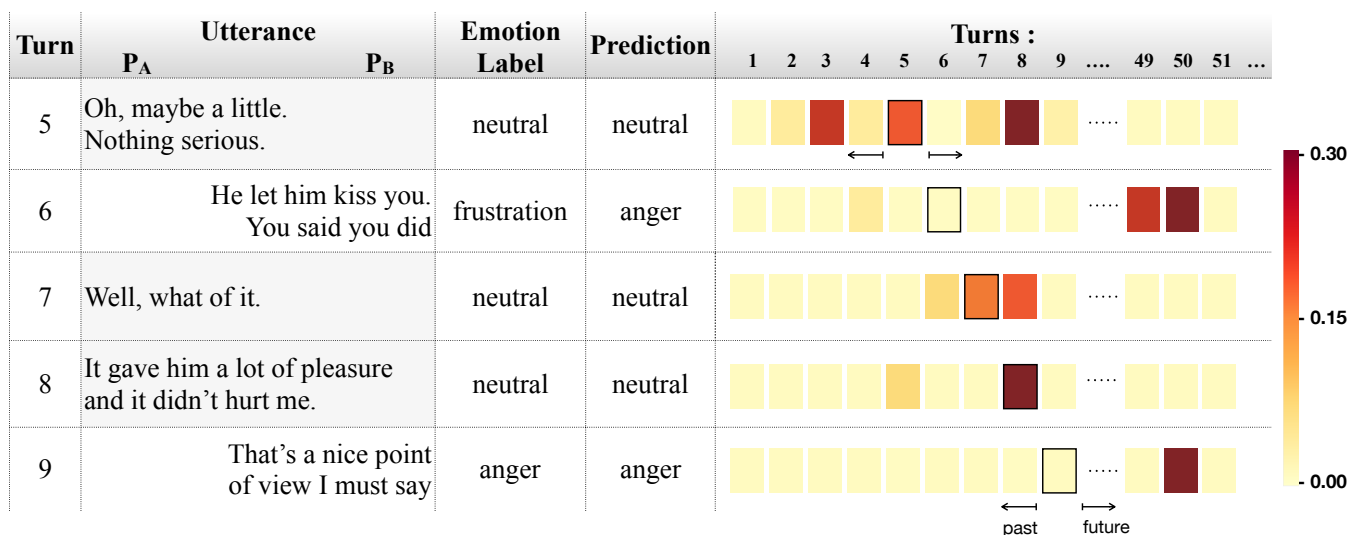 Turn Utterance Emotion Label Prediction Turns :
P_A P_B 1 2 3 4 5 6 7 8 9 .... 49 50 51 ...
5 Oh, maybe a little. neutral neutral .....
Nothing serious.
6 He let him kiss you. frustration anger .....
You said you did
7 Well, what of it. neutral neutral .....
8 It gave him a lot of pleasure neutral neutral .....
and it didn’t hurt me.
9 That’s a nice point anger anger .....
of view I must say
past future
0.30
0.15
0.00